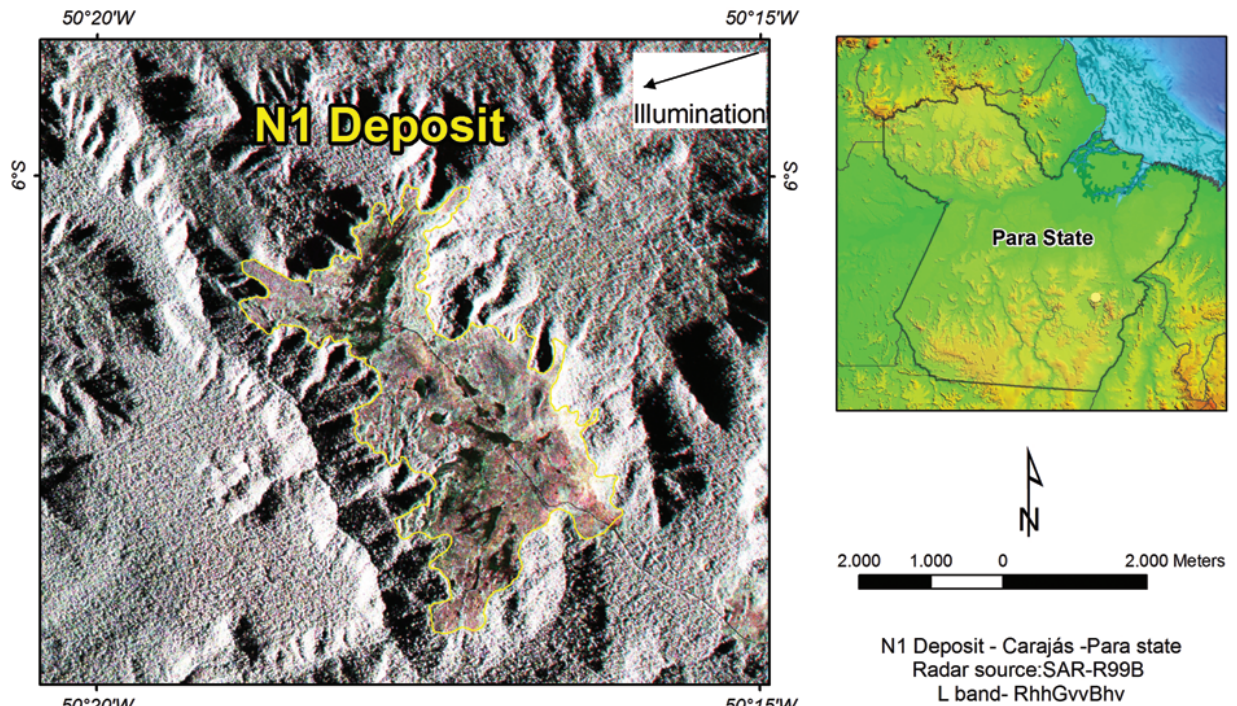 50°20'W
50°15'W
N1 Deposit
Illumination
6°S
6°S
50°20'W
50°15'W
Para State
N
2.000 1.000 0 2.000 Meters
N1 Deposit - Carajás -Para state
Radar source:SAR-R99B
L band- RhhGvvBhv